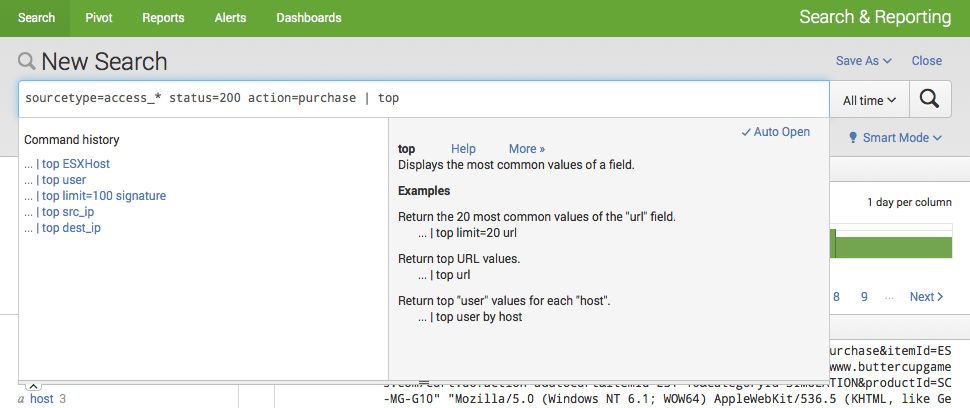 Search Pivot Reports Alerts Dashboards Search & Reporting
New Search Save As Close
sourcetype=access_* status=200 action=purchase | top All time
Smart Mode
Command history
... | top ESXHost
... | top user
... | top limit=100 signature
... | top src_ip
... | top dest_ip
Auto Open
top Help More »
Displays the most common values of a field.
Examples
Return the 20 most common values of the "url" field.
... | top limit=20 url
Return top URL values.
... | top url
Return top "user" values for each "host".
... | top user by host
1 day per column
8 9 ... Next >
urchase&itemId=ES
www.buttercupgame
-MG-G10" "Mozilla/5.0 (Windows NT 6.1; WOW64) AppleWebKit/536.5 (KHTML, like Ge
a host 3